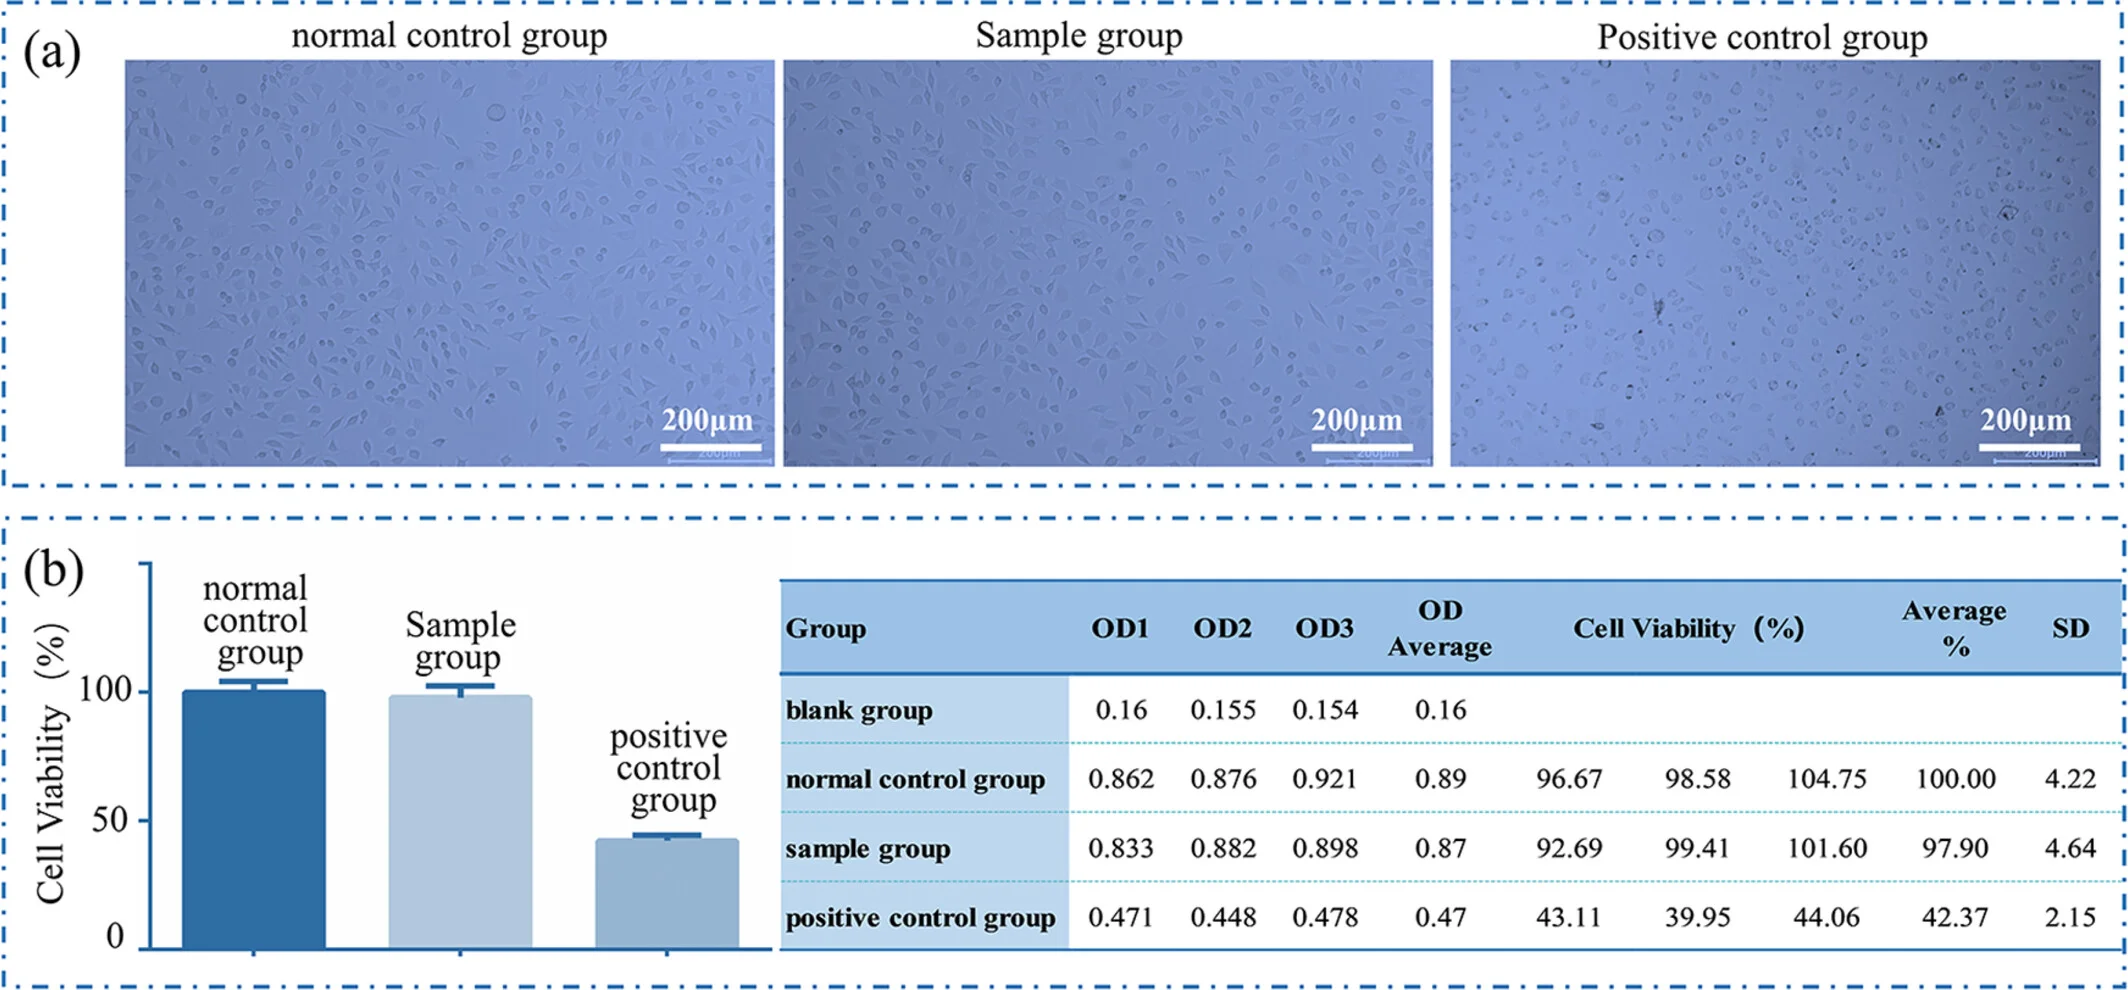 (a)
normal control group
Sample group
Positive control group
200μm
200μm
200μm
200μm
200μm
200μm
(b)
Cell Viability (%)
100
50
0
normal
control
group
Sample
group
positive
control
group
Group OD1 OD2 OD3 OD Average Cell Viability (%) Average % SD
blank group 0.16 0.155 0.154 0.16
normal control group 0.862 0.876 0.921 0.89 96.67 98.58 104.75 100.00 4.22
sample group 0.833 0.882 0.898 0.87 92.69 99.41 101.60 97.90 4.64
positive control group 0.471 0.448 0.478 0.47 43.11 39.95 44.06 42.37 2.15